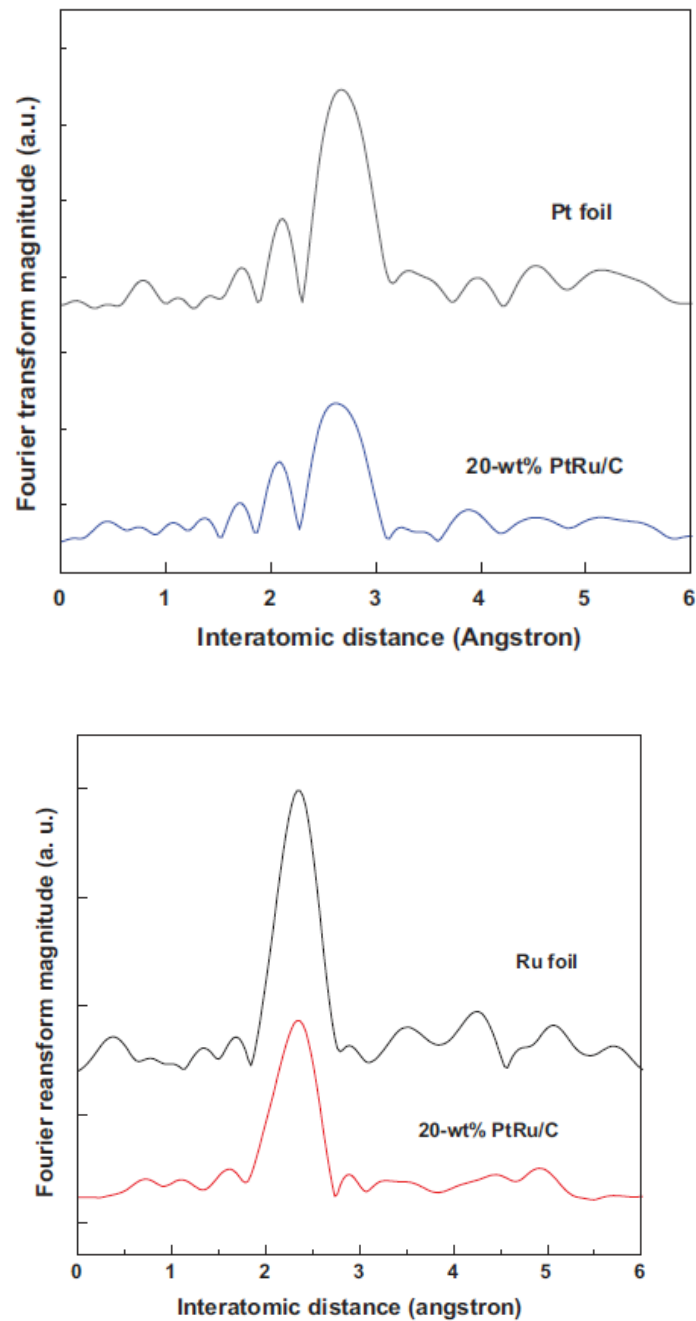 Fourier transform magnitude (a.u.)
Pt foil
20-wt% PtRu/C
0 1 2 3 4 5 6
Interatomic distance (Angstron)
Fourier reansform magnitude (a. u.)
Ru foil
20-wt% PtRu/C
0 1 2 3 4 5 6
Interatomic distance (angstron)